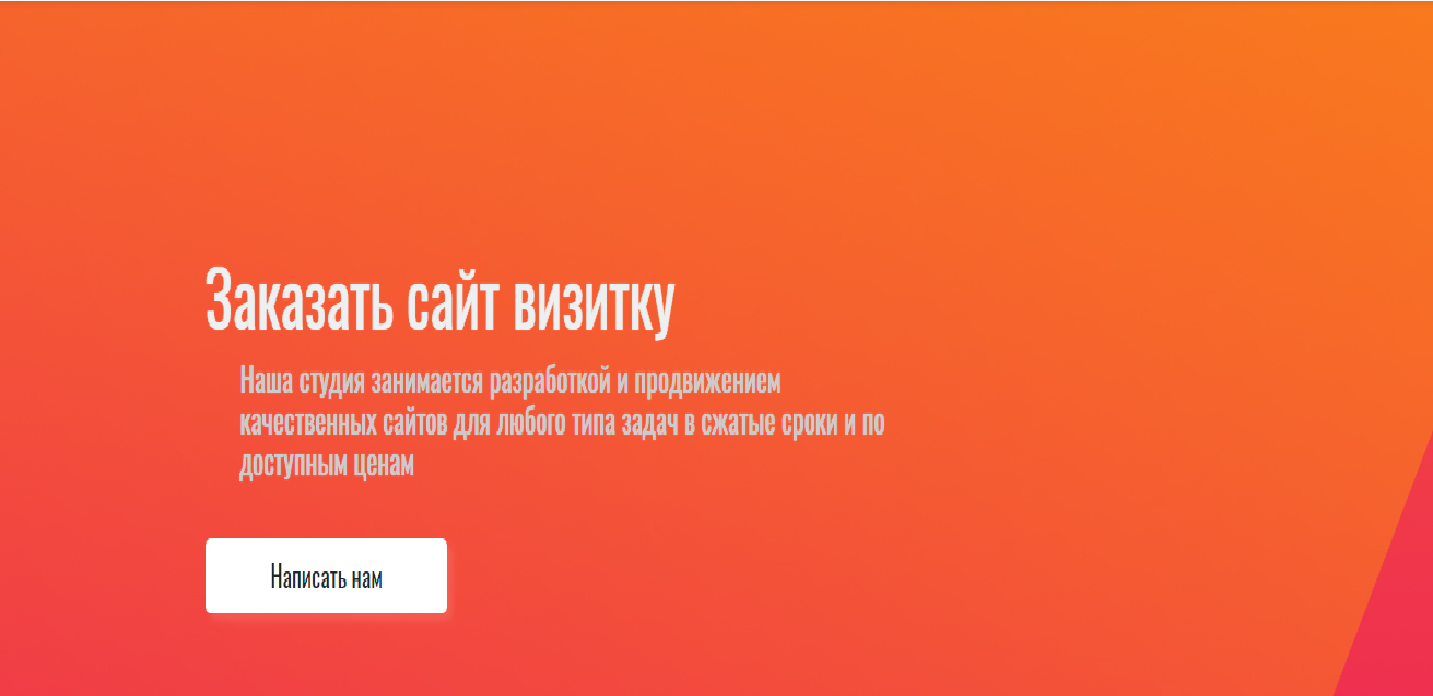 Заказать сайт визитку
Наша студия занимается разработкой и продвижением
качественных сайтов для любого типа задач в сжатые сроки и по
доступным ценам
Написать нам